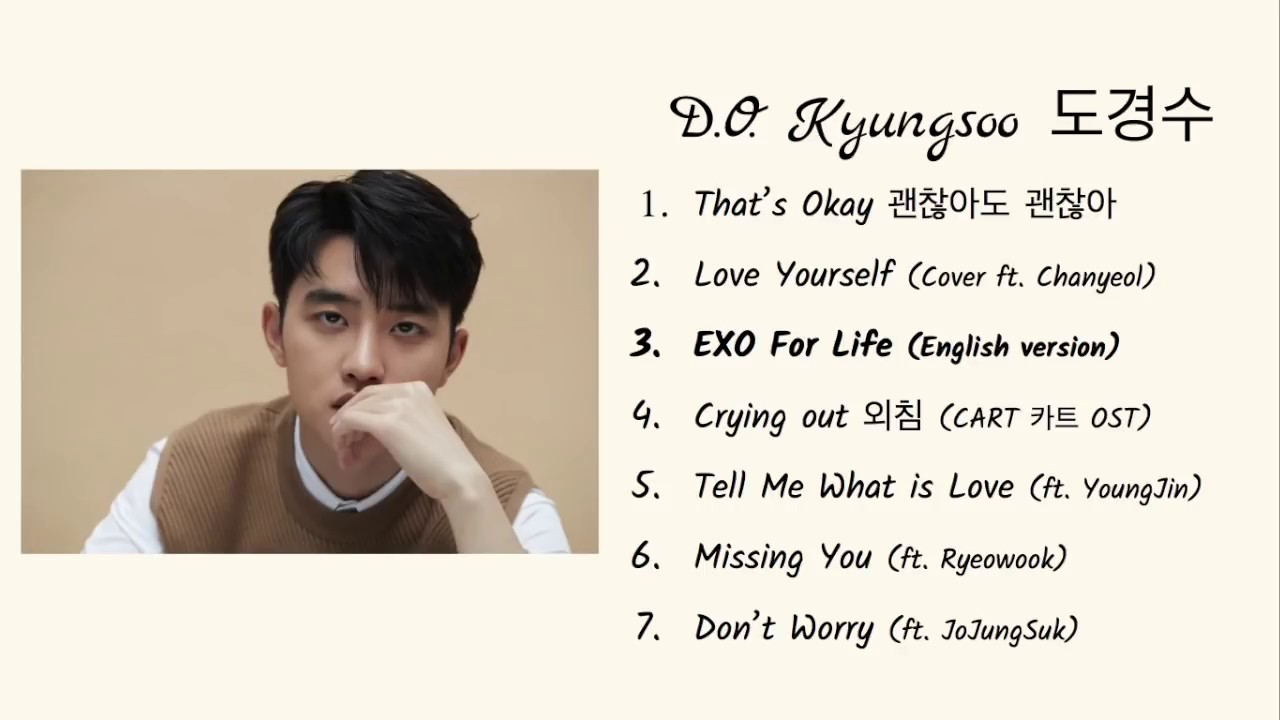 D.O. Kyungsoo 도경수
1. That's Okay 괜찮아도 괜찮아
2. Love Yourself (Cover ft. Chanyeol)
3. EXO For Life (English version)
4. Crying out 외침 (CART 카트 OST)
5. Tell Me What is Love (ft. YoungJin)
6. Missing You (ft. Ryeowook)
7. Don't Worry (ft. JoJungSuk)